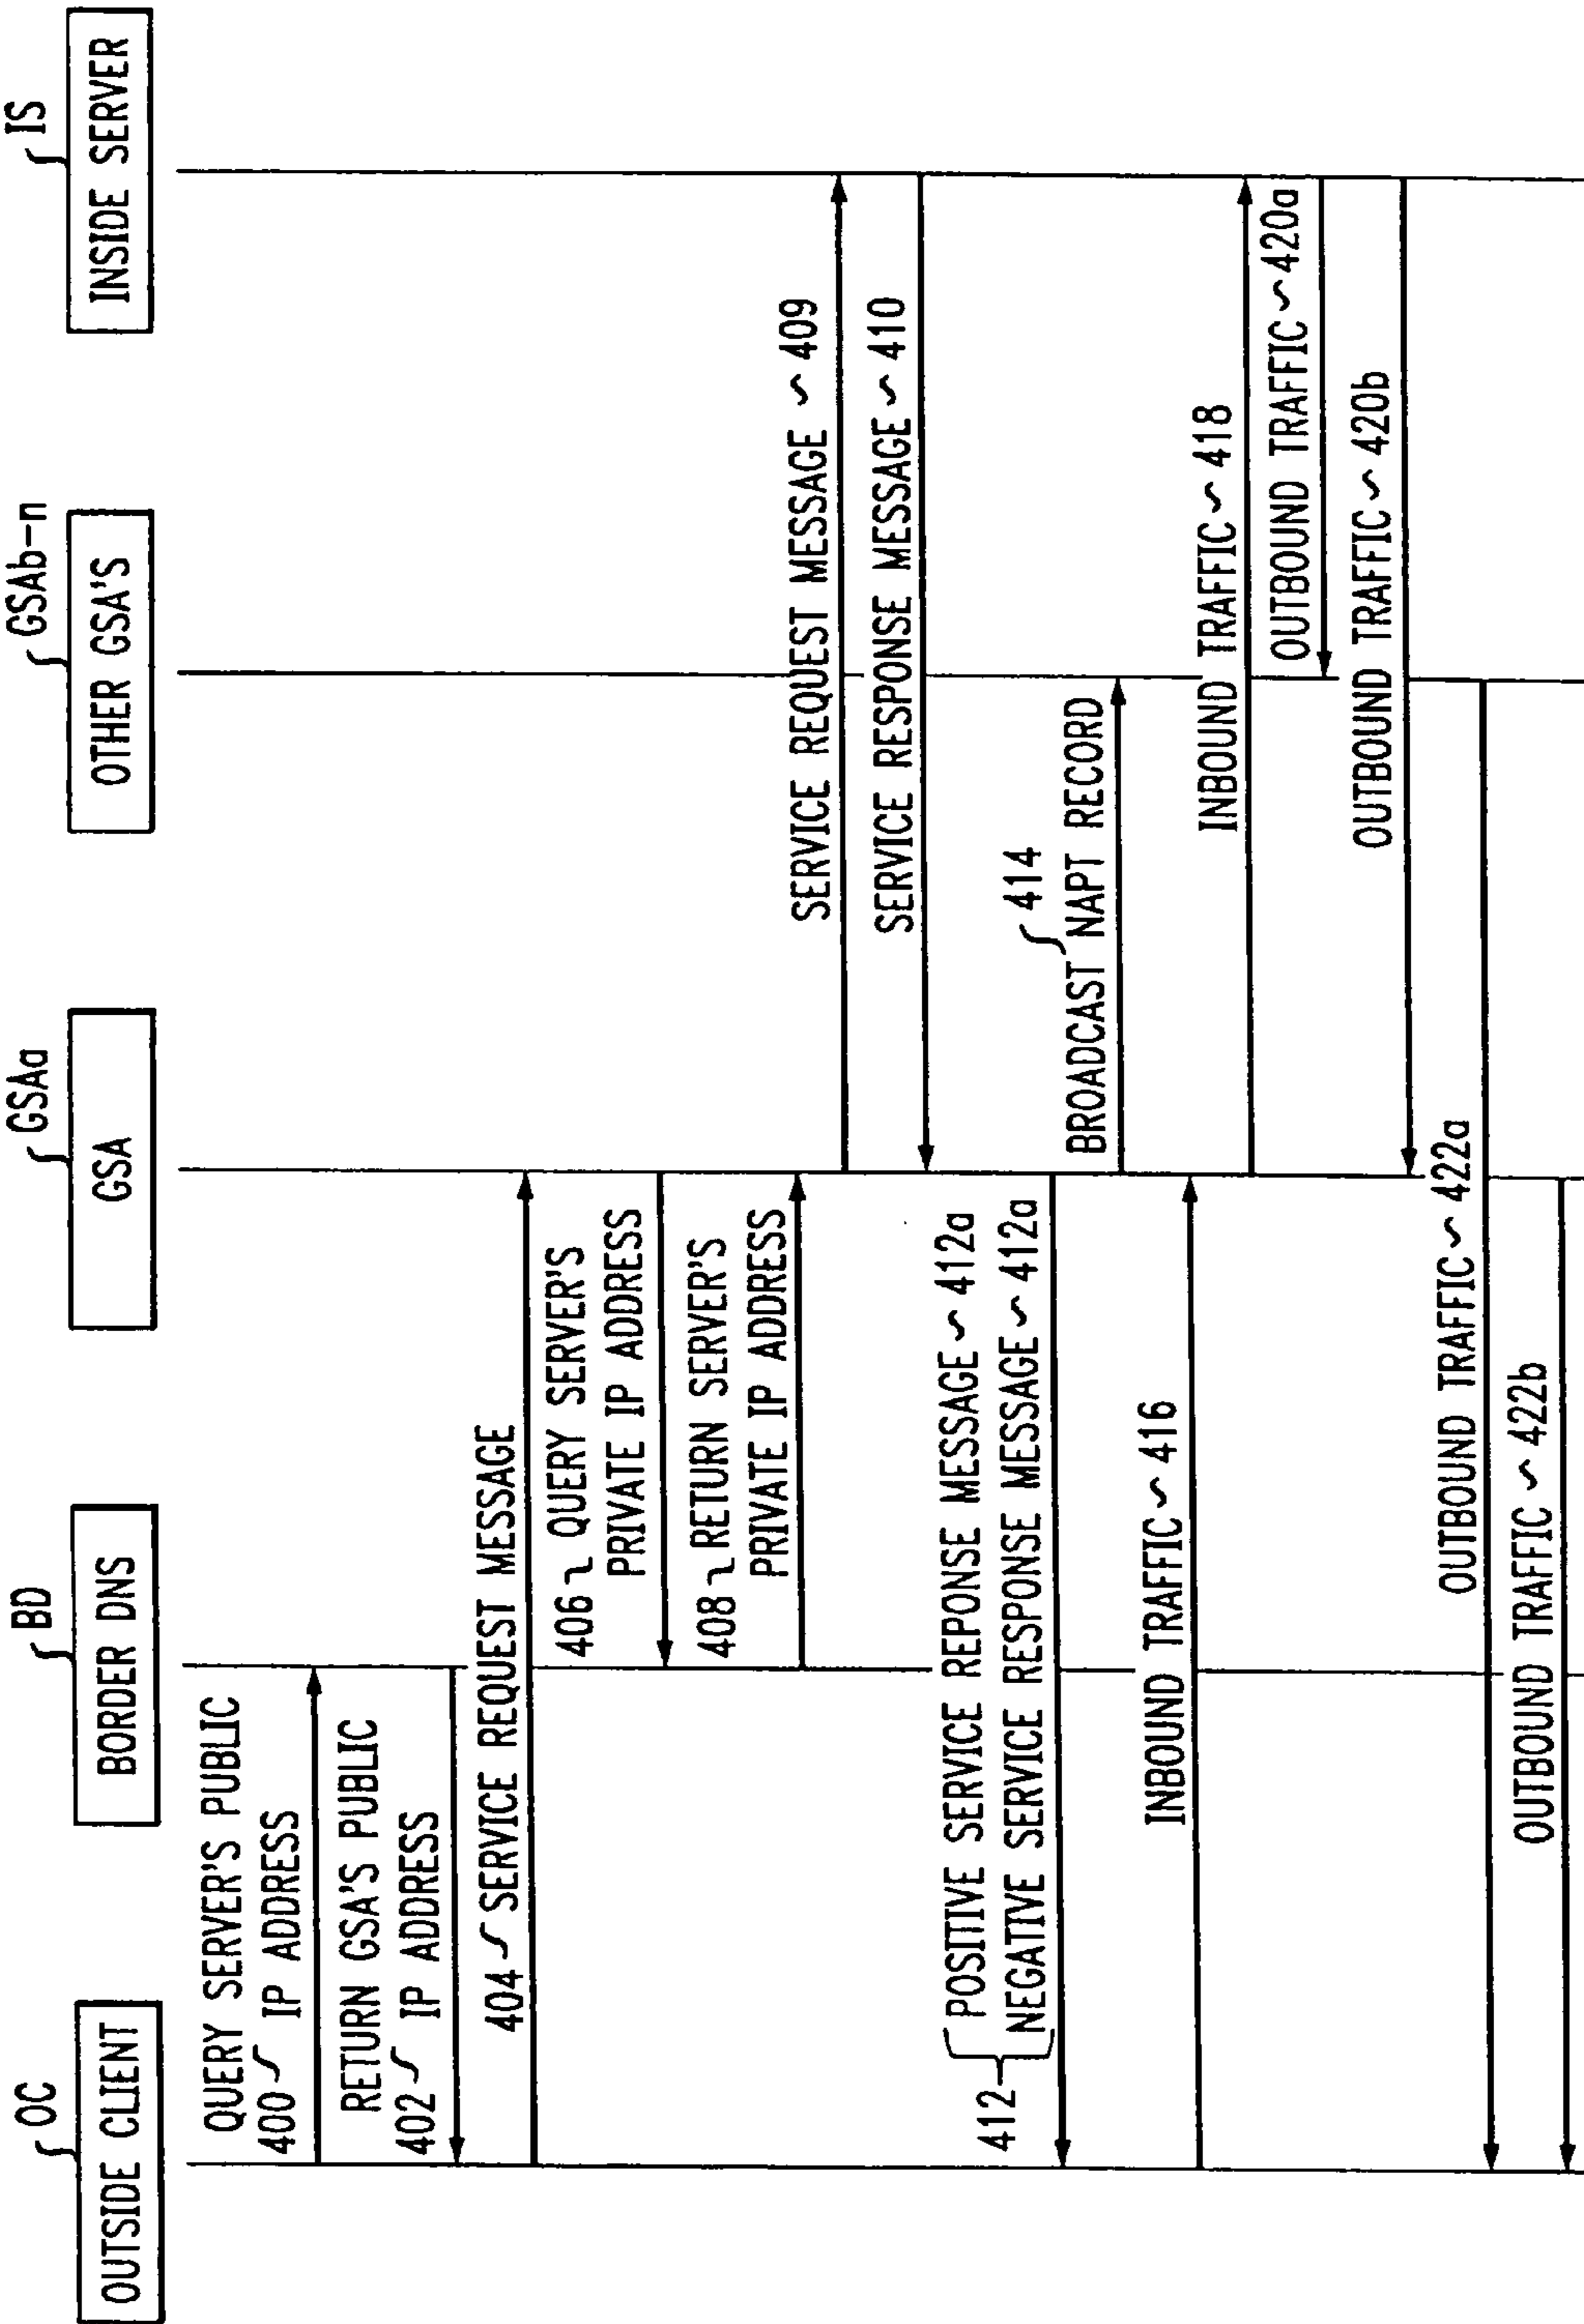 OC
OUTSIDE CLIENT
BD
BORDER DNS
GSAa
GSA
GSAb-n
OTHER GSA'S
IS
INSIDE SERVER
QUERY SERVER'S PUBLIC
400 IP ADDRESS
RETURN GSA'S PUBLIC
402 IP ADDRESS
404 SERVICE REQUEST MESSAGE
406 QUERY SERVER'S
PRIVATE IP ADDRESS
408 RETURN SERVER'S
PRIVATE IP ADDRESS
SERVICE REQUEST MESSAGE ~ 409
SERVICE RESPONSE MESSAGE ~ 410
412
POSITIVE SERVICE REPONSE MESSAGE ~ 412a
NEGATIVE SERVICE RESPONSE MESSAGE ~ 412a
414
BROADCAST NAPT RECORD
INBOUND TRAFFIC ~ 416
INBOUND TRAFFIC ~ 418
OUTBOUND TRAFFIC ~ 420a
OUTBOUND TRAFFIC ~ 420b
OUTBOUND TRAFFIC ~ 422a
OUTBOUND TRAFFIC ~ 422b